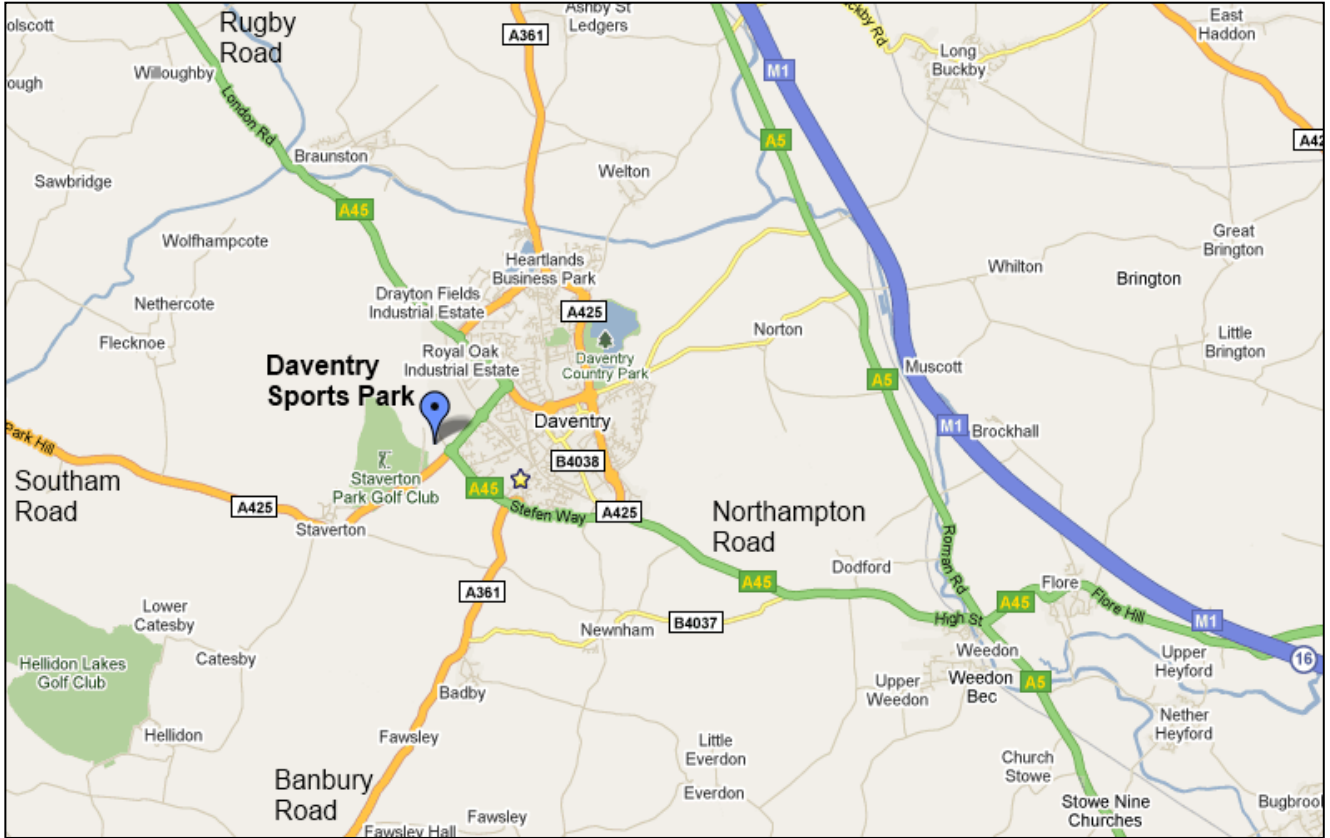 olscott
Rugby
Road
A361
Ashby St
Ledgers
ckby Rd
East
Haddon
Long
Buckby
Willoughby
ough
M1
London Rd
A5
A42
Braunston
Sawbridge
Welton
A45
Wolfhampcote
Great
Brington
Heartlands
Business Park
Whilton
Brington
Drayton Fields
Industrial Estate
Nethercote
A425
Norton
Flecknoe
Little
Brington
Royal Oak
Industrial Estate
Daventry
Country Park
Daventry
Sports Park
Muscott
A5
Daventry
M1
Brockhall
Park Hill
B4038
Southam
Road
Staverton
Park Golf Club
A45
A425
Staverton
Stefen Way
A425
Northampton
Road
Roman Rd
Dodford
A45
Flore
A361
A45
Flore Hill
Lower
Catesby
Newnham
B4037
High St
M1
Catesby
Weedon
Upper
Heyford
16
Hellidon Lakes
Golf Club
Upper
Weedon
Weedon
Bec
A5
Badby
Nether
Heyford
Hellidon
Fawsley
Little
Everdon
Church
Stowe
Banbury
Road
Everdon
Stowe Nine
Churches
Bugbrool
Fawsley
Fawsley Hall